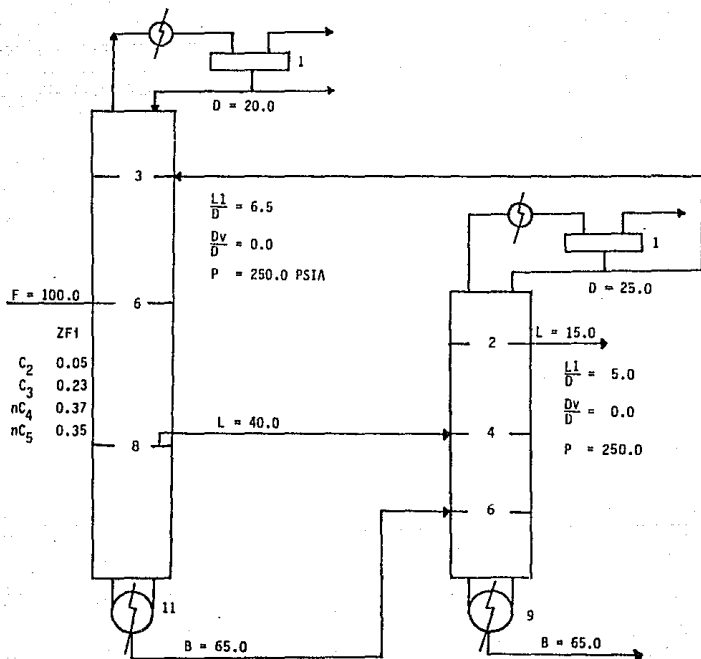 1
D = 20.0
3
L1/D = 6.5
Dv/D = 0.0
P = 250.0 PSIA
F = 100.0
6
ZF1
C2 0.05
C3 0.23
nC4 0.37
nC5 0.35
8
L = 40.0
11
B = 65.0
1
D = 25.0
2
L = 15.0
L1/D = 5.0
Dv/D = 0.0
P = 250.0
4
6
9
B = 65.0